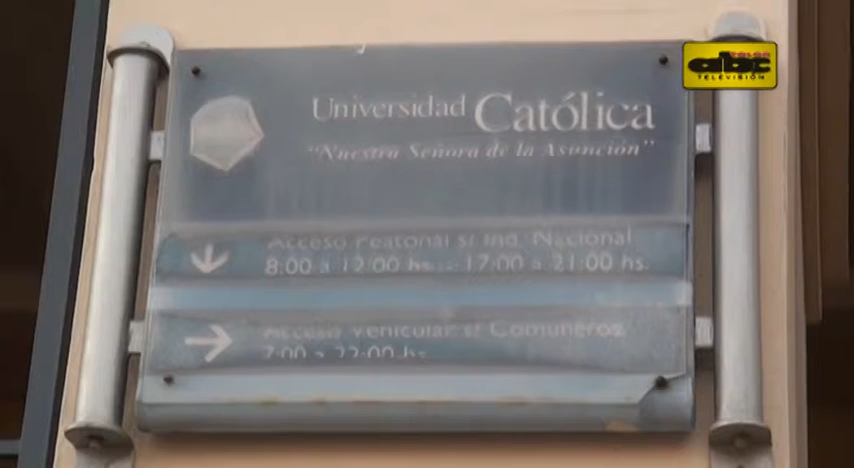 abc
TELEVISIÓN
Universidad Católica
"Nuestra Señora de la Asunción"
Acceso Peatonal s/ Ind. Nacional
8:00 a 12:00 hs. - 17:00 a 21:00 hs.
Acceso Vehicular s/ Comuneros
7:00 a 22:00 hs.